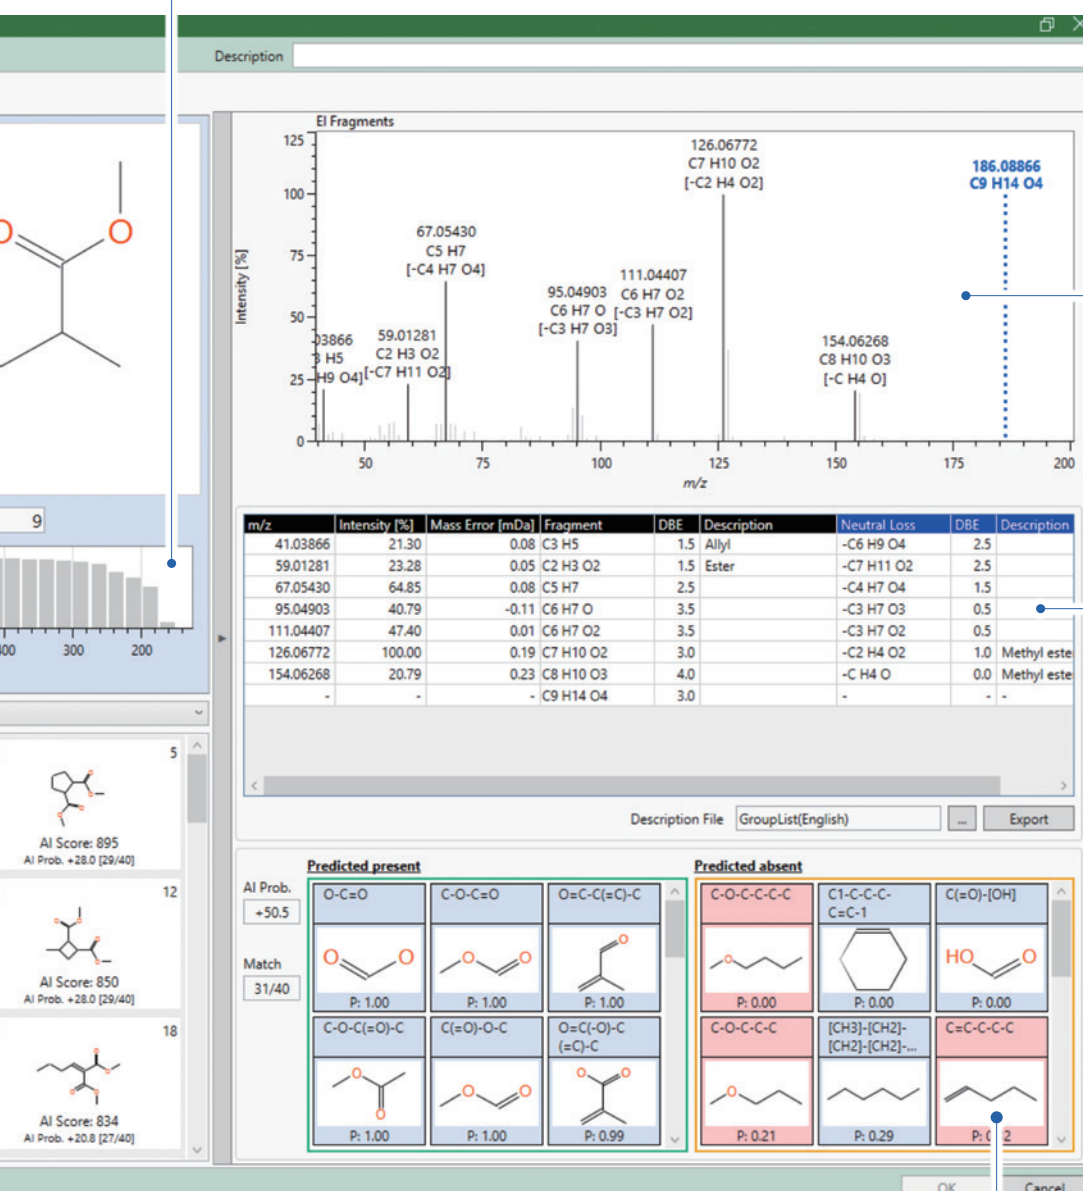 Description
O
O
9
300
200
5
AI Score: 895
AI Prob. +28.0 [29/40]
12
AI Score: 850
AI Prob. +28.0 [29/40]
18
AI Score: 834
AI Prob. +20.8 [27/40]
EI Fragments
Intensity [%]
125
100
75
50
25
0
126.06772
C7 H10 O2
[-C2 H4 O2]
186.08866
C9 H14 O4
67.05430
C5 H7
[-C4 H7 O4]
95.04903
C6 H7 O
[-C3 H7 O3]
111.04407
C6 H7 O2
[-C3 H7 O2]
59.01281
C2 H3 O2
[-C7 H11 O2]
03866
H5
H9 O4]
154.06268
C8 H10 O3
[-C H4 O]
50 75 100 125 150 175 200
m/z
m/z Intensity [%] Mass Error [mDa] Fragment DBE Description Neutral Loss DBE Description
41.03866 21.30 0.08 C3 H5 1.5 Allyl -C6 H9 O4 2.5
59.01281 23.28 0.05 C2 H3 O2 1.5 Ester -C7 H11 O2 2.5
67.05430 64.85 0.08 C5 H7 2.5 -C4 H7 O4 1.5
95.04903 40.79 -0.11 C6 H7 O 3.5 -C3 H7 O3 0.5
111.04407 47.40 0.01 C6 H7 O2 3.5 -C3 H7 O2 0.5
126.06772 100.00 0.19 C7 H10 O2 3.0 -C2 H4 O2 1.0 Methyl este
154.06268 20.79 0.23 C8 H10 O3 4.0 -C H4 O 0.0 Methyl este
- - - C9 H14 O4 3.0 - - -
Description File GroupList(English) ... Export
Predicted present
AI Prob.
+50.5
Match
31/40
O-C=O C-O-C=O O=C-C(=C)-C
O O O O O
P: 1.00 P: 1.00 P: 1.00
C-O-C(=O)-C C(=O)-O-C O=C(-O)-C
(=C)-C
O O O O O O
P: 1.00 P: 1.00 P: 0.99
Predicted absent
C-O-C-C-C-C C1-C-C-C- C(=O)-[OH]
C=C-1
O HO O
P: 0.00 P: 0.00 P: 0.00
C-O-C-C-C [CH3]-[CH2]- C=C-C-C-C
[CH2]-[CH2]-...
O
P: 0.21 P: 0.29
OK Cancel